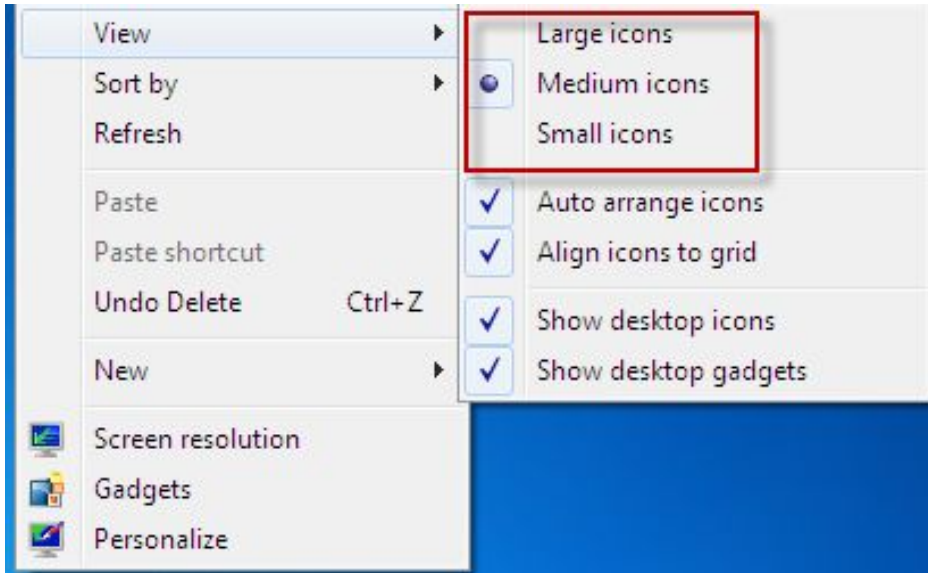 View
Sort by
Refresh
Paste
Paste shortcut
Undo Delete Ctrl+Z
New
Screen resolution
Gadgets
Personalize
Large icons
Medium icons
Small icons
Auto arrange icons
Align icons to grid
Show desktop icons
Show desktop gadgets